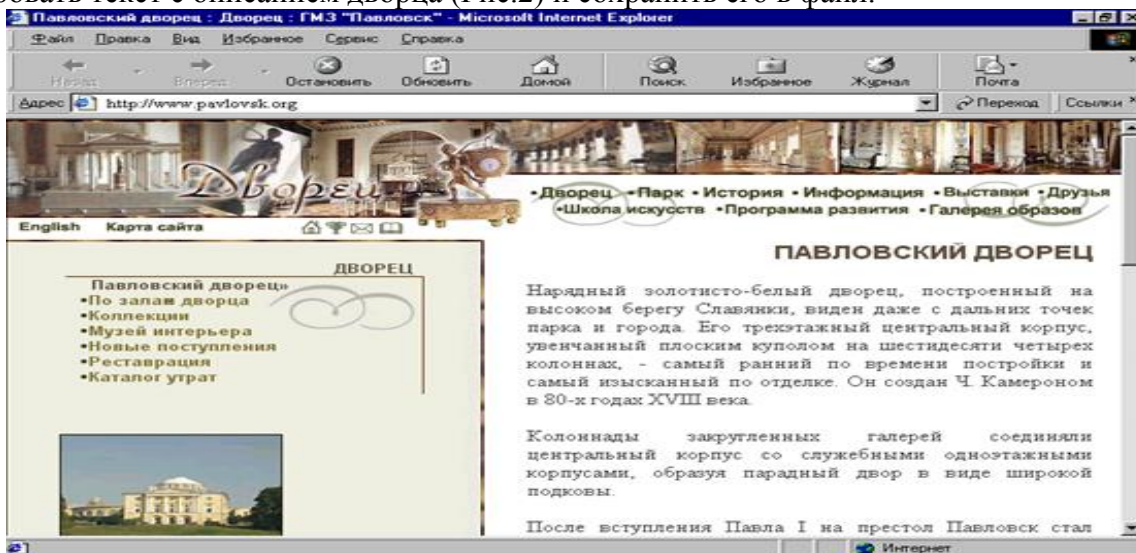 ровать текст с описанием дворца (Рис.2) и сохранить его в файл.
Павловский дворец : Дворец : ГМЗ "Павловск" - Microsoft Internet Explorer
Файл Правка Вид Избранное Сервис Справка
Назад Вперед Остановить Обновить Домой Поиск Избранное Журнал Почта
Адрес http://www.pavlovsk.org Переход Ссылки »
Дворец
•Дворец •Парк •История •Информация •Выставки •Друзья
•Школа искусств •Программа развития •Галерея образов
English Карта сайта
ДВОРЕЦ
Павловский дворец»
•По залам дворца
•Коллекции
•Музей интерьера
•Новые поступления
•Реставрация
•Каталог утрат
ПАВЛОВСКИЙ ДВОРЕЦ
Нарядный золотисто-белый дворец, построенный на
высоком берегу Славянки, виден даже с дальних точек
парка и города. Его трехэтажный центральный корпус,
увенчанный плоским куполом на шестидесяти четырех
колоннах, - самый ранний по времени постройки и
самый изысканный по отделке. Он создан Ч. Камероном
в 80-х годах XVIII века.
Колоннады закругленных галерей соединяли
центральный корпус со служебными одноэтажными
корпусами, образуя парадный двор в виде широкой
подковы.
После вступления Павла I на престол Павловск стал
Интернет